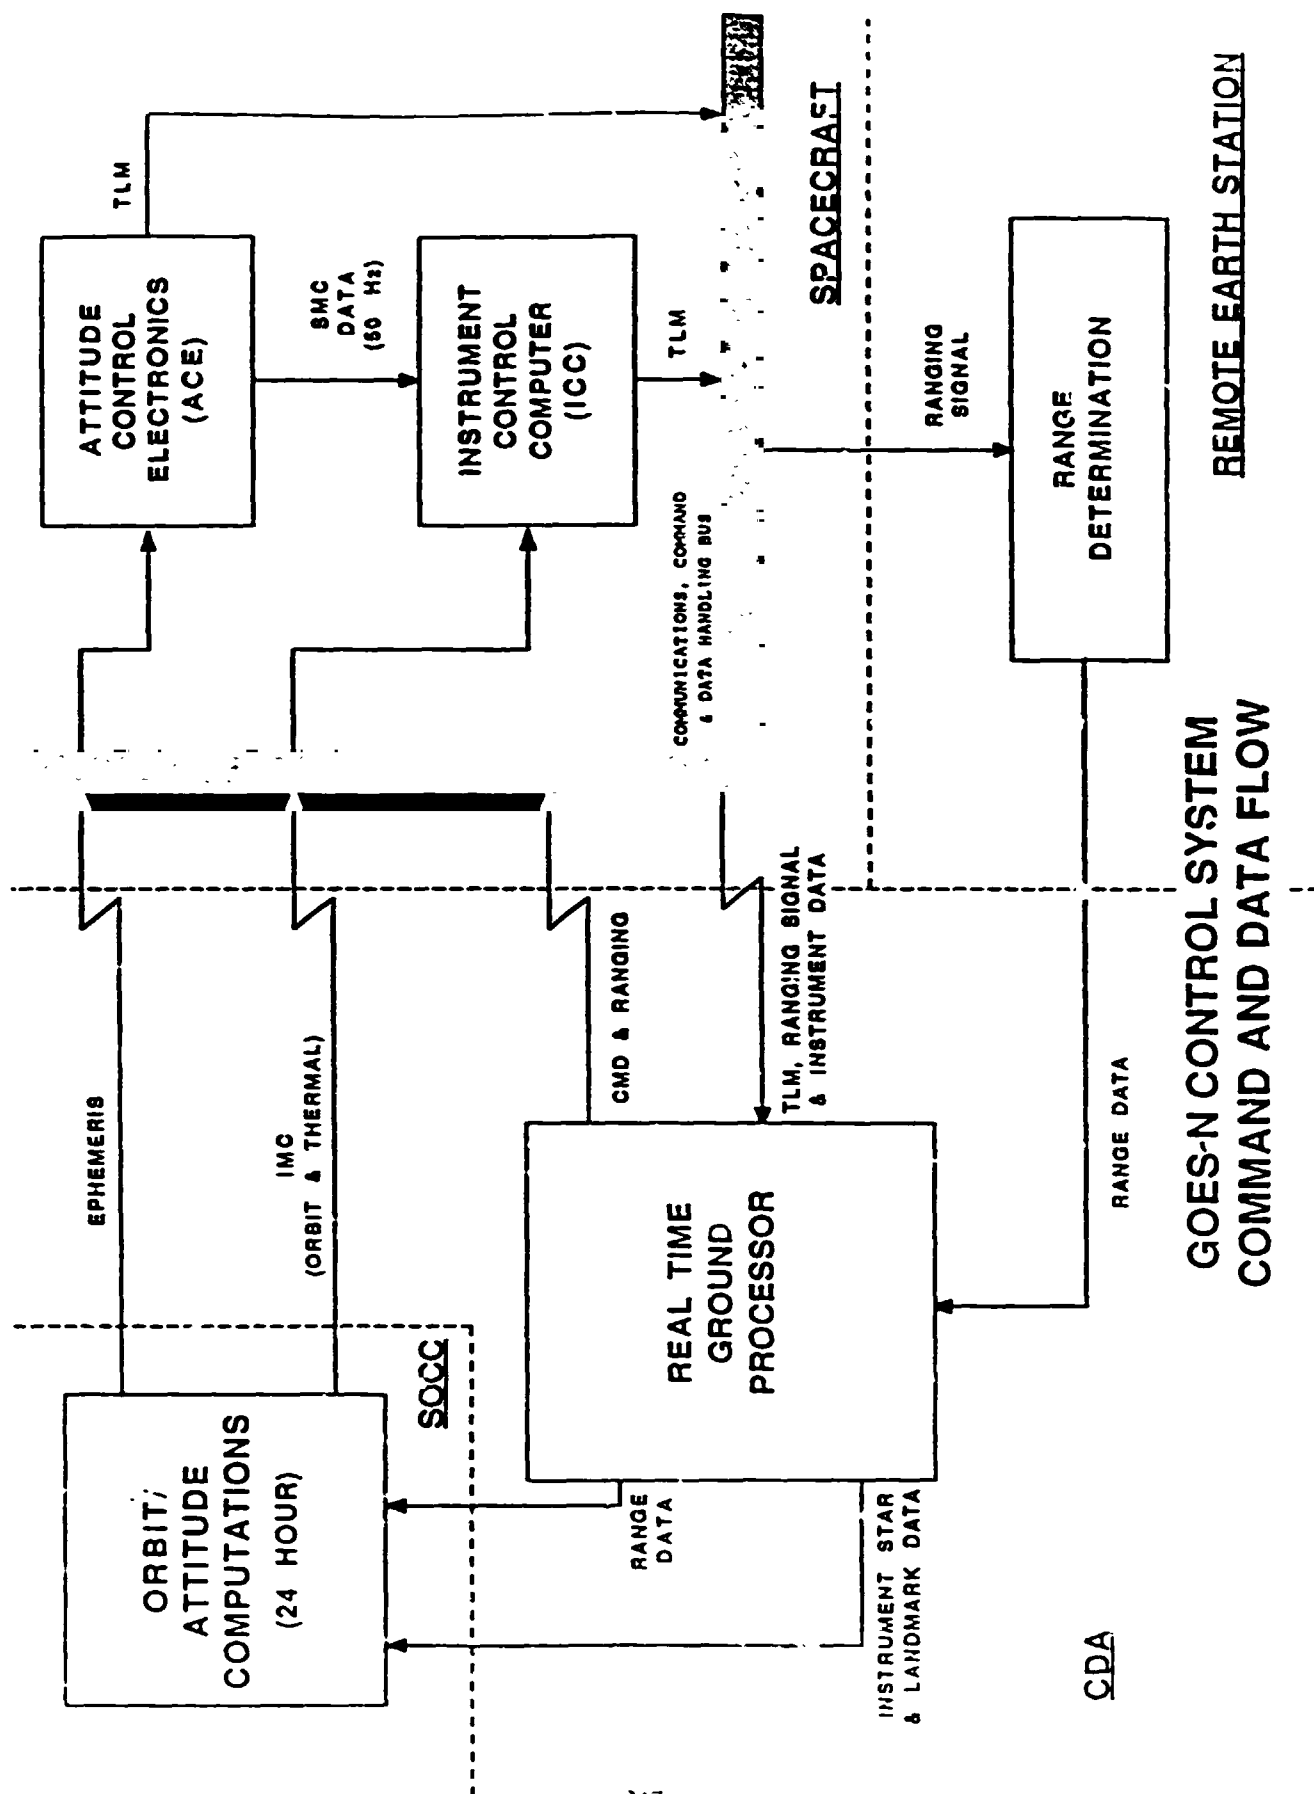 ORBIT/
ATTITUDE
COMPUTATIONS
(24 HOUR)
SOCC
EPHEMERIS
IMC
(ORBIT & THERMAL)
ATTITUDE
CONTROL
ELECTRONICS
(ACE)
TLM
SMC
DATA
(50 Hz)
INSTRUMENT
CONTROL
COMPUTER
(ICC)
TLM
COMMUNICATIONS, COMMAND
& DATA HANDLING BUS
SPACECRAFT
RANGE
DATA
INSTRUMENT STAR
& LANDMARK DATA
REAL TIME
GROUND
PROCESSOR
CMD & RANGING
TLM, RANGING SIGNAL
& INSTRUMENT DATA
RANGING
SIGNAL
RANGE
DETERMINATION
REMOTE EARTH STATION
RANGE DATA
CDA
GOES-N CONTROL SYSTEM
COMMAND AND DATA FLOW